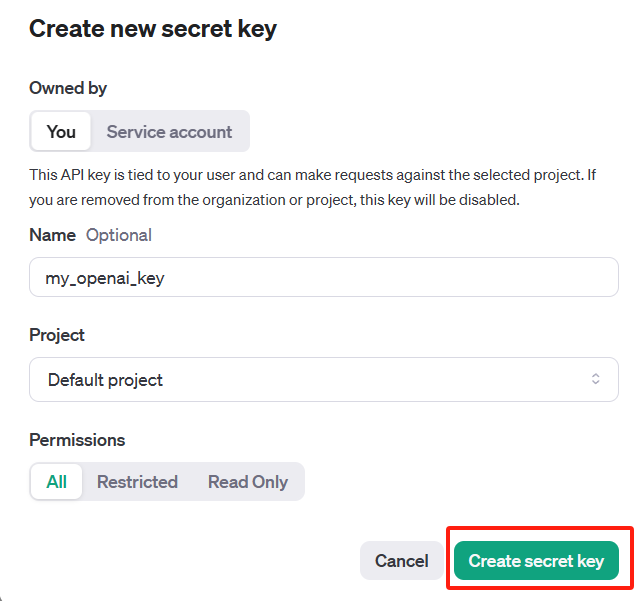 Create new secret key
Owned by
You Service account
This API key is tied to your user and can make requests against the selected project. If
you are removed from the organization or project, this key will be disabled.
Name Optional
my_openai_key
Project
Default project
Permissions
All Restricted Read Only
Cancel Create secret key